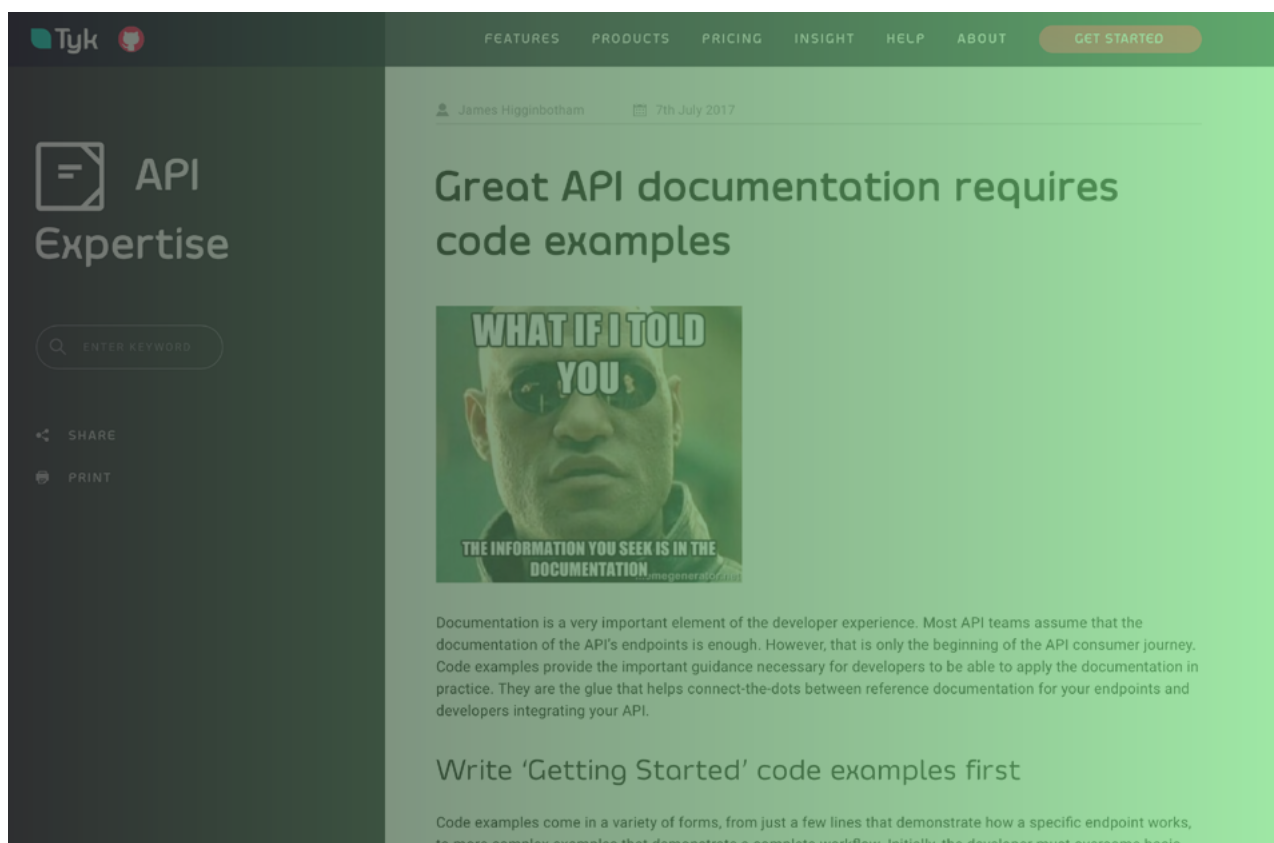 Tyk
FEATURES PRODUCTS PRICING INSIGHT HELP ABOUT GET STARTED
API
Expertise
ENTER KEYWORD
SHARE
PRINT
James Higginbotham 7th July 2017
Great API documentation requires
code examples
WHAT IF I TOLD
YOU
THE INFORMATION YOU SEEK IS IN THE
DOCUMENTATION
Documentation is a very important element of the developer experience. Most API teams assume that the
documentation of the API's endpoints is enough. However, that is only the beginning of the API consumer journey.
Code examples provide the important guidance necessary for developers to be able to apply the documentation in
practice. They are the glue that helps connect-the-dots between reference documentation for your endpoints and
developers integrating your API.
Write ‘Getting Started’ code examples first
Code examples come in a variety of forms, from just a few lines that demonstrate how a specific endpoint works,